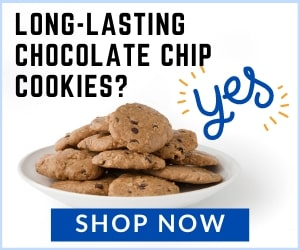 LONG-LASTING
CHOCOLATE CHIP
COOKIES?
yes
SHOP NOW